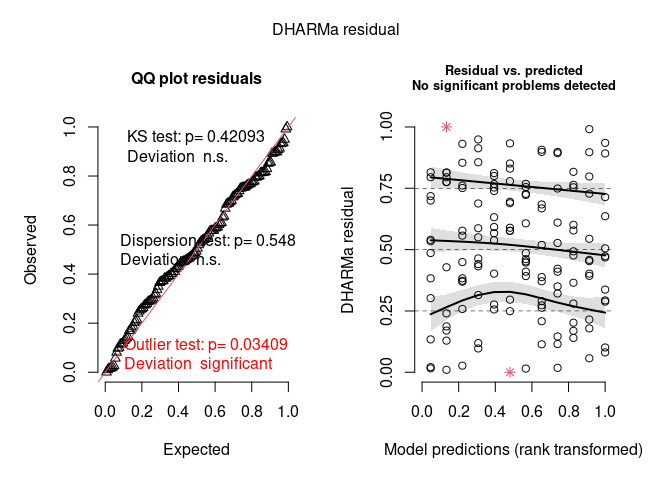 DHARMa residual
QQ plot residuals
KS test: p= 0.42093
Deviation n.s.
Dispersion test: p= 0.548
Deviation n.s.
Outlier test: p= 0.03409
Deviation significant
Observed
0.0 0.2 0.4 0.6 0.8 1.0
0.0 0.2 0.4 0.6 0.8 1.0
Expected
Residual vs. predicted
No significant problems detected
DHARMa residual
0.00 0.25 0.50 0.75 1.00
0.0 0.2 0.4 0.6 0.8 1.0
Model predictions (rank transformed)